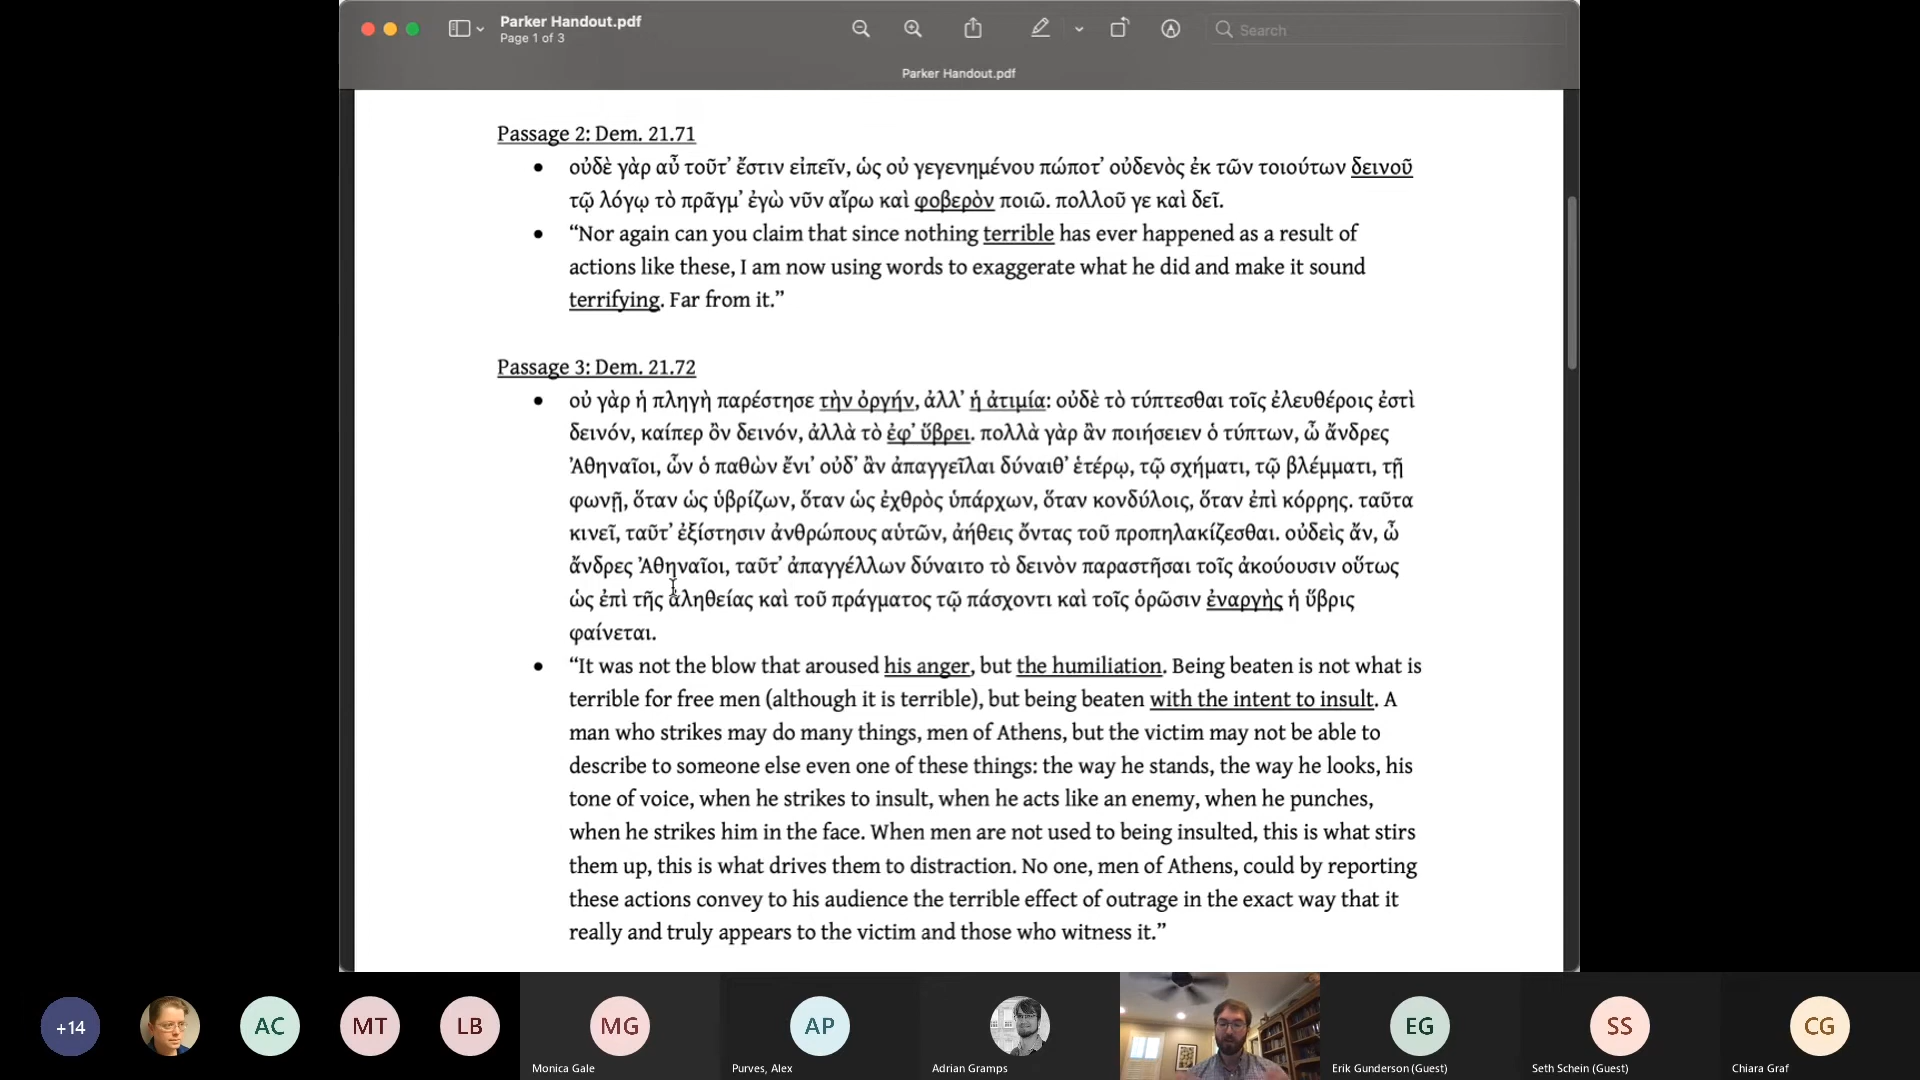 Parker Handout.pdf
Page 1 of 3
Search
Parker Handout.pdf
Passage 2: Dem. 21.71
• οὐδὲ γὰρ αὖ τοῦτ’ ἔστιν εἰπεῖν, ὡς οὐ γεγενημένου πώποτ’ οὐδενὸς ἐκ τῶν τοιούτων δεινοῦ
τῷ λόγῳ τὸ πρᾶγμ’ ἐγὼ νῦν αἴρω καὶ φοβερὸν ποιῶ. πολλοῦ γε καὶ δεῖ.
• “Nor again can you claim that since nothing terrible has ever happened as a result of
actions like these, I am now using words to exaggerate what he did and make it sound
terrifying. Far from it.”
Passage 3: Dem. 21.72
• οὐ γὰρ ἡ πληγὴ παρέστησε τὴν ὀργήν, ἀλλ’ ἡ ἀτιμία: οὐδὲ τὸ τύπτεσθαι τοῖς ἐλευθέροις ἐστὶ
δεινόν, καίπερ ὂν δεινόν, ἀλλὰ τὸ ἐφ’ ὕβρει. πολλὰ γὰρ ἂν ποιήσειεν ὁ τύπτων, ὦ ἄνδρες
Ἀθηναῖοι, ὧν ὁ παθὼν ἔνι’ οὐδ’ ἂν ἀπαγγεῖλαι δύναιθ’ ἑτέρῳ, τῷ σχήματι, τῷ βλέμματι, τῇ
φωνῇ, ὅταν ὡς ὑβρίζων, ὅταν ὡς ἐχθρὸς ὑπάρχων, ὅταν κονδύλοις, ὅταν ἐπὶ κόρρης. ταῦτα
κινεῖ, ταῦτ’ ἐξίστησιν ἀνθρώπους αὑτῶν, ἀήθεις ὄντας τοῦ προπηλακίζεσθαι. οὐδεὶς ἄν, ὦ
ἄνδρες Ἀθηναῖοι, ταῦτ’ ἀπαγγέλλων δύναιτο τὸ δεινὸν παραστῆσαι τοῖς ἀκούουσιν οὕτως
ὡς ἐπὶ τῆς ἀληθείας καὶ τοῦ πράγματος τῷ πάσχοντι καὶ τοῖς ὁρῶσιν ἐναργὴς ἡ ὕβρις
φαίνεται.
• “It was not the blow that aroused his anger, but the humiliation. Being beaten is not what is
terrible for free men (although it is terrible), but being beaten with the intent to insult. A
man who strikes may do many things, men of Athens, but the victim may not be able to
describe to someone else even one of these things: the way he stands, the way he looks, his
tone of voice, when he strikes to insult, when he acts like an enemy, when he punches,
when he strikes him in the face. When men are not used to being insulted, this is what stirs
them up, this is what drives them to distraction. No one, men of Athens, could by reporting
these actions convey to his audience the terrible effect of outrage in the exact way that it
really and truly appears to the victim and those who witness it.”
+14 AC MT LB MG AP EG SS CG
Monica Gale Purves, Alex Adrian Gramps Erik Gunderson (Guest) Seth Schein (Guest) Chiara Graf